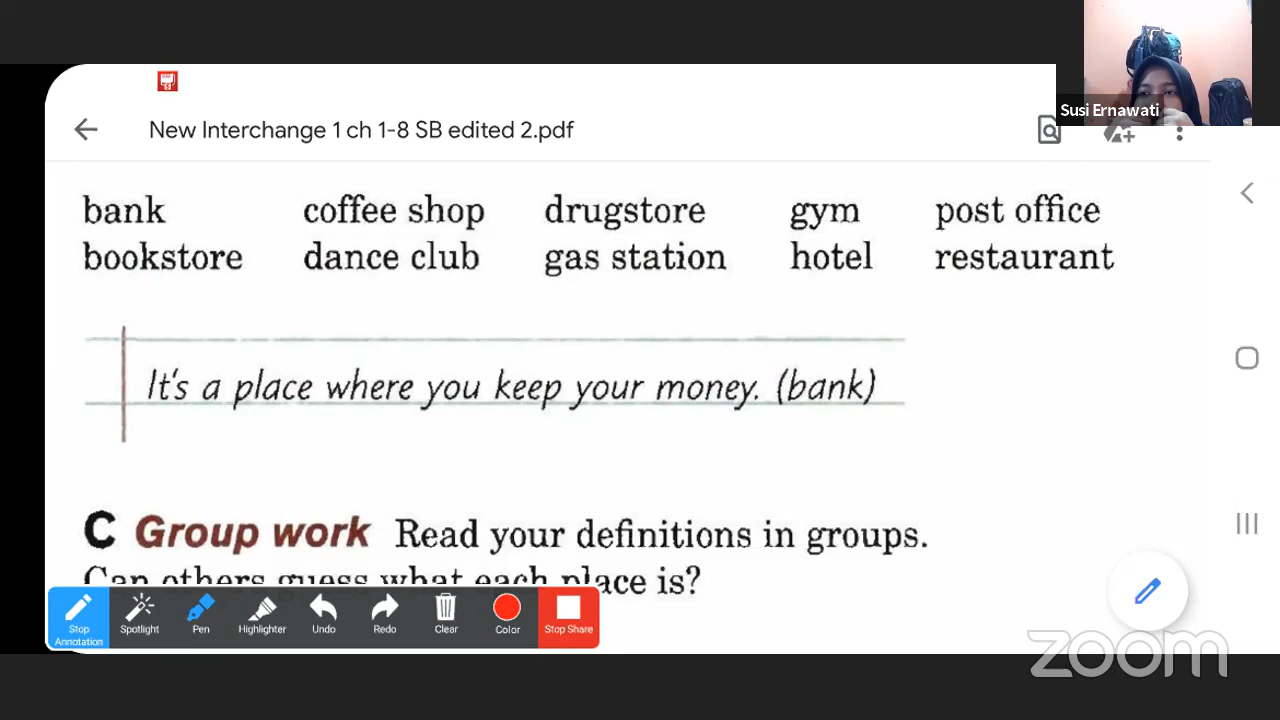 Susi Ernawati
New Interchange 1 ch 1-8 SB edited 2.pdf
bank coffee shop drugstore gym post office
bookstore dance club gas station hotel restaurant
It's a place where you keep your money. (bank)
C Group work Read your definitions in groups.
Can others guess what each place is?
Stop Annotation Spotlight Pen Highlighter Undo Redo Clear Color Stop Share
zoom